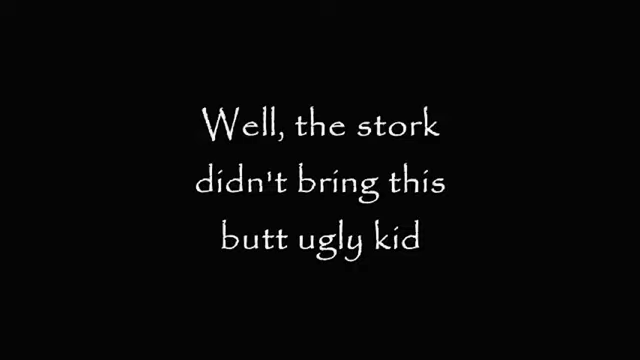 Well, the stork
didn't bring this
butt ugly kid